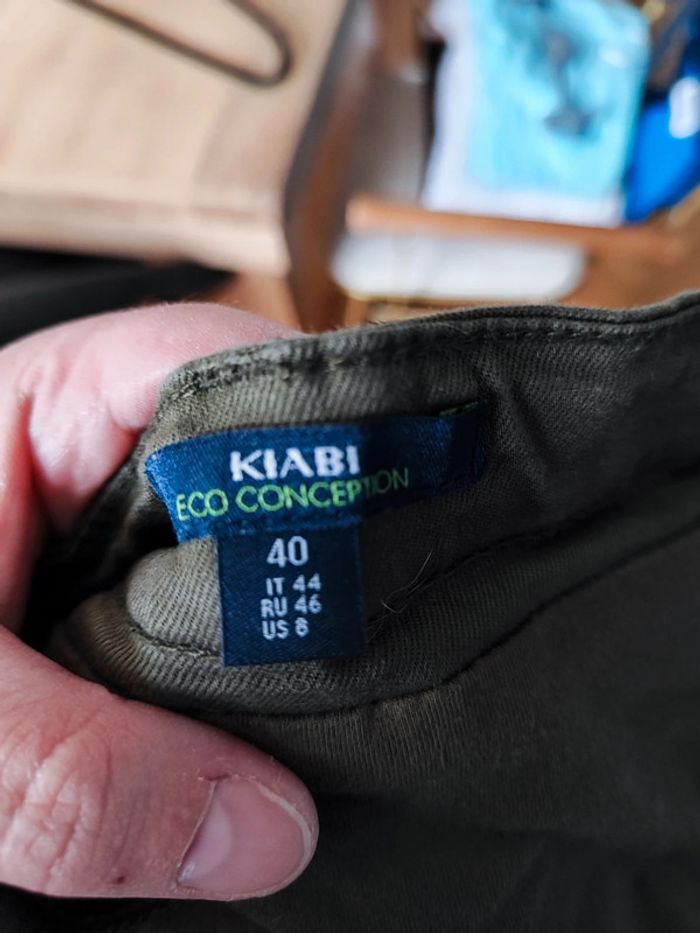 KIABI
ECO CONCEPTION
40
IT 44
RU 46
US 8